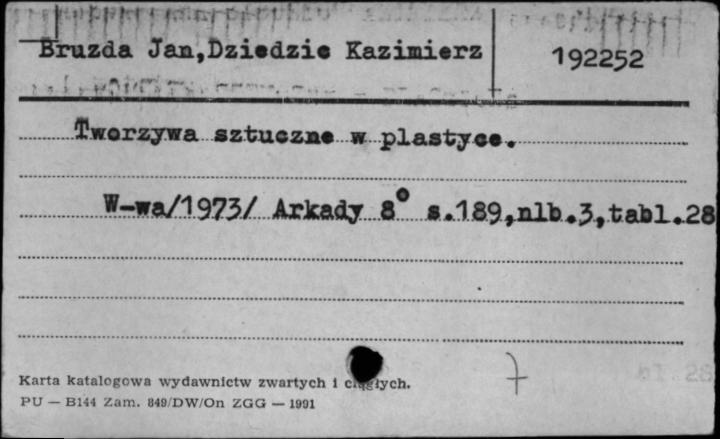 Bruzda Jan,Dziedzic Kazimierz
192252
Tworzywa sztuczne w plastyce.
W-wa/1973/ Arkady 8° s.189,nlb.3,tabl.28
Karta katalogowa wydawnictw zwartych i ciągłych.
PU — B144 Zam. 849/DW/On ZGG — 1991